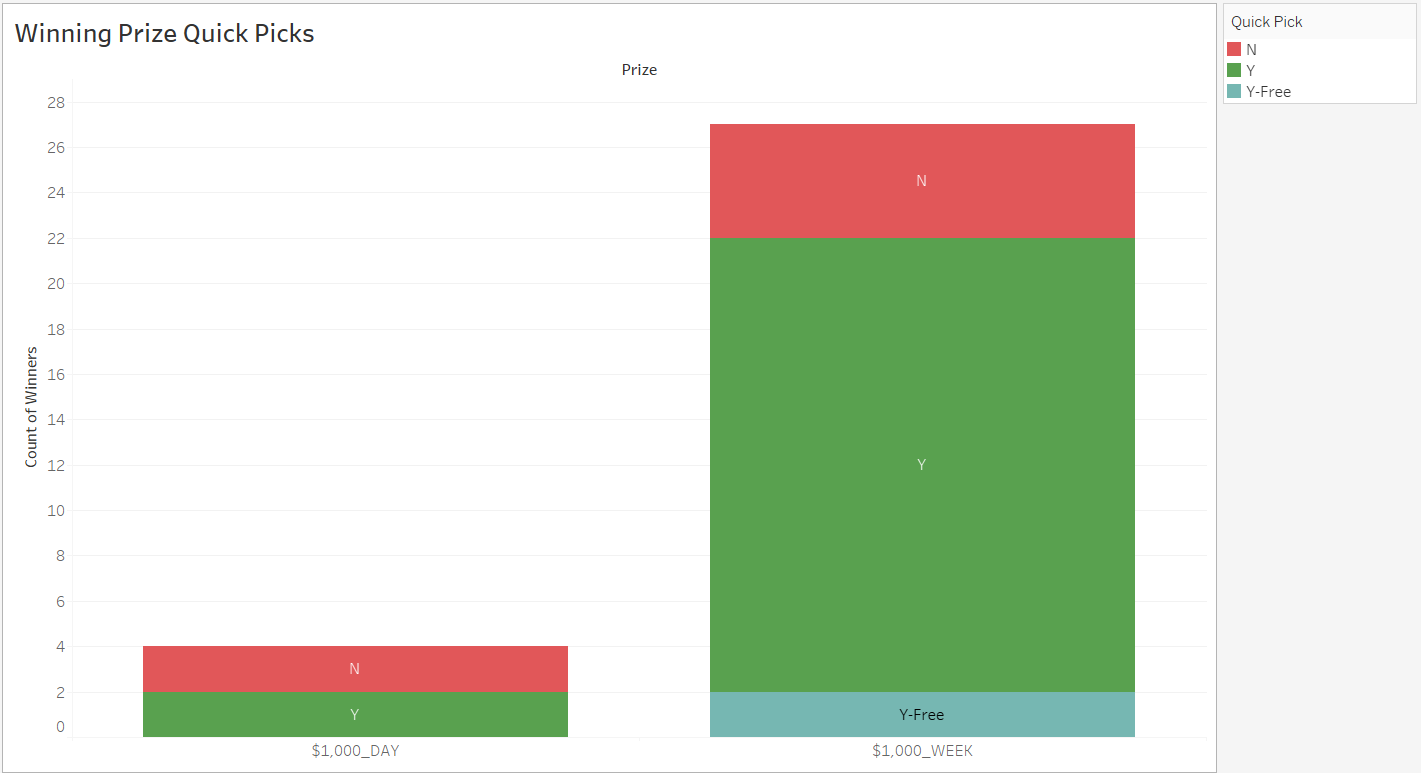 Winning Prize Quick Picks
Prize
Count of Winners
28
26
24
22
20
18
16
14
12
10
8
6
4
2
0
N
Y
N
Y
Y-Free
$1,000_DAY
$1,000_WEEK
Quick Pick
N
Y
Y-Free